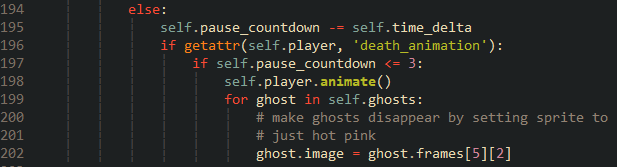 194 else:
195 self.pause_countdown -= self.time_delta
196 if getattr(self.player, 'death_animation'):
197 if self.pause_countdown <= 3:
198 self.player.animate()
199 for ghost in self.ghosts:
200 # make ghosts disappear by setting sprite to
201 # just hot pink
202 ghost.image = ghost.frames[5][2]